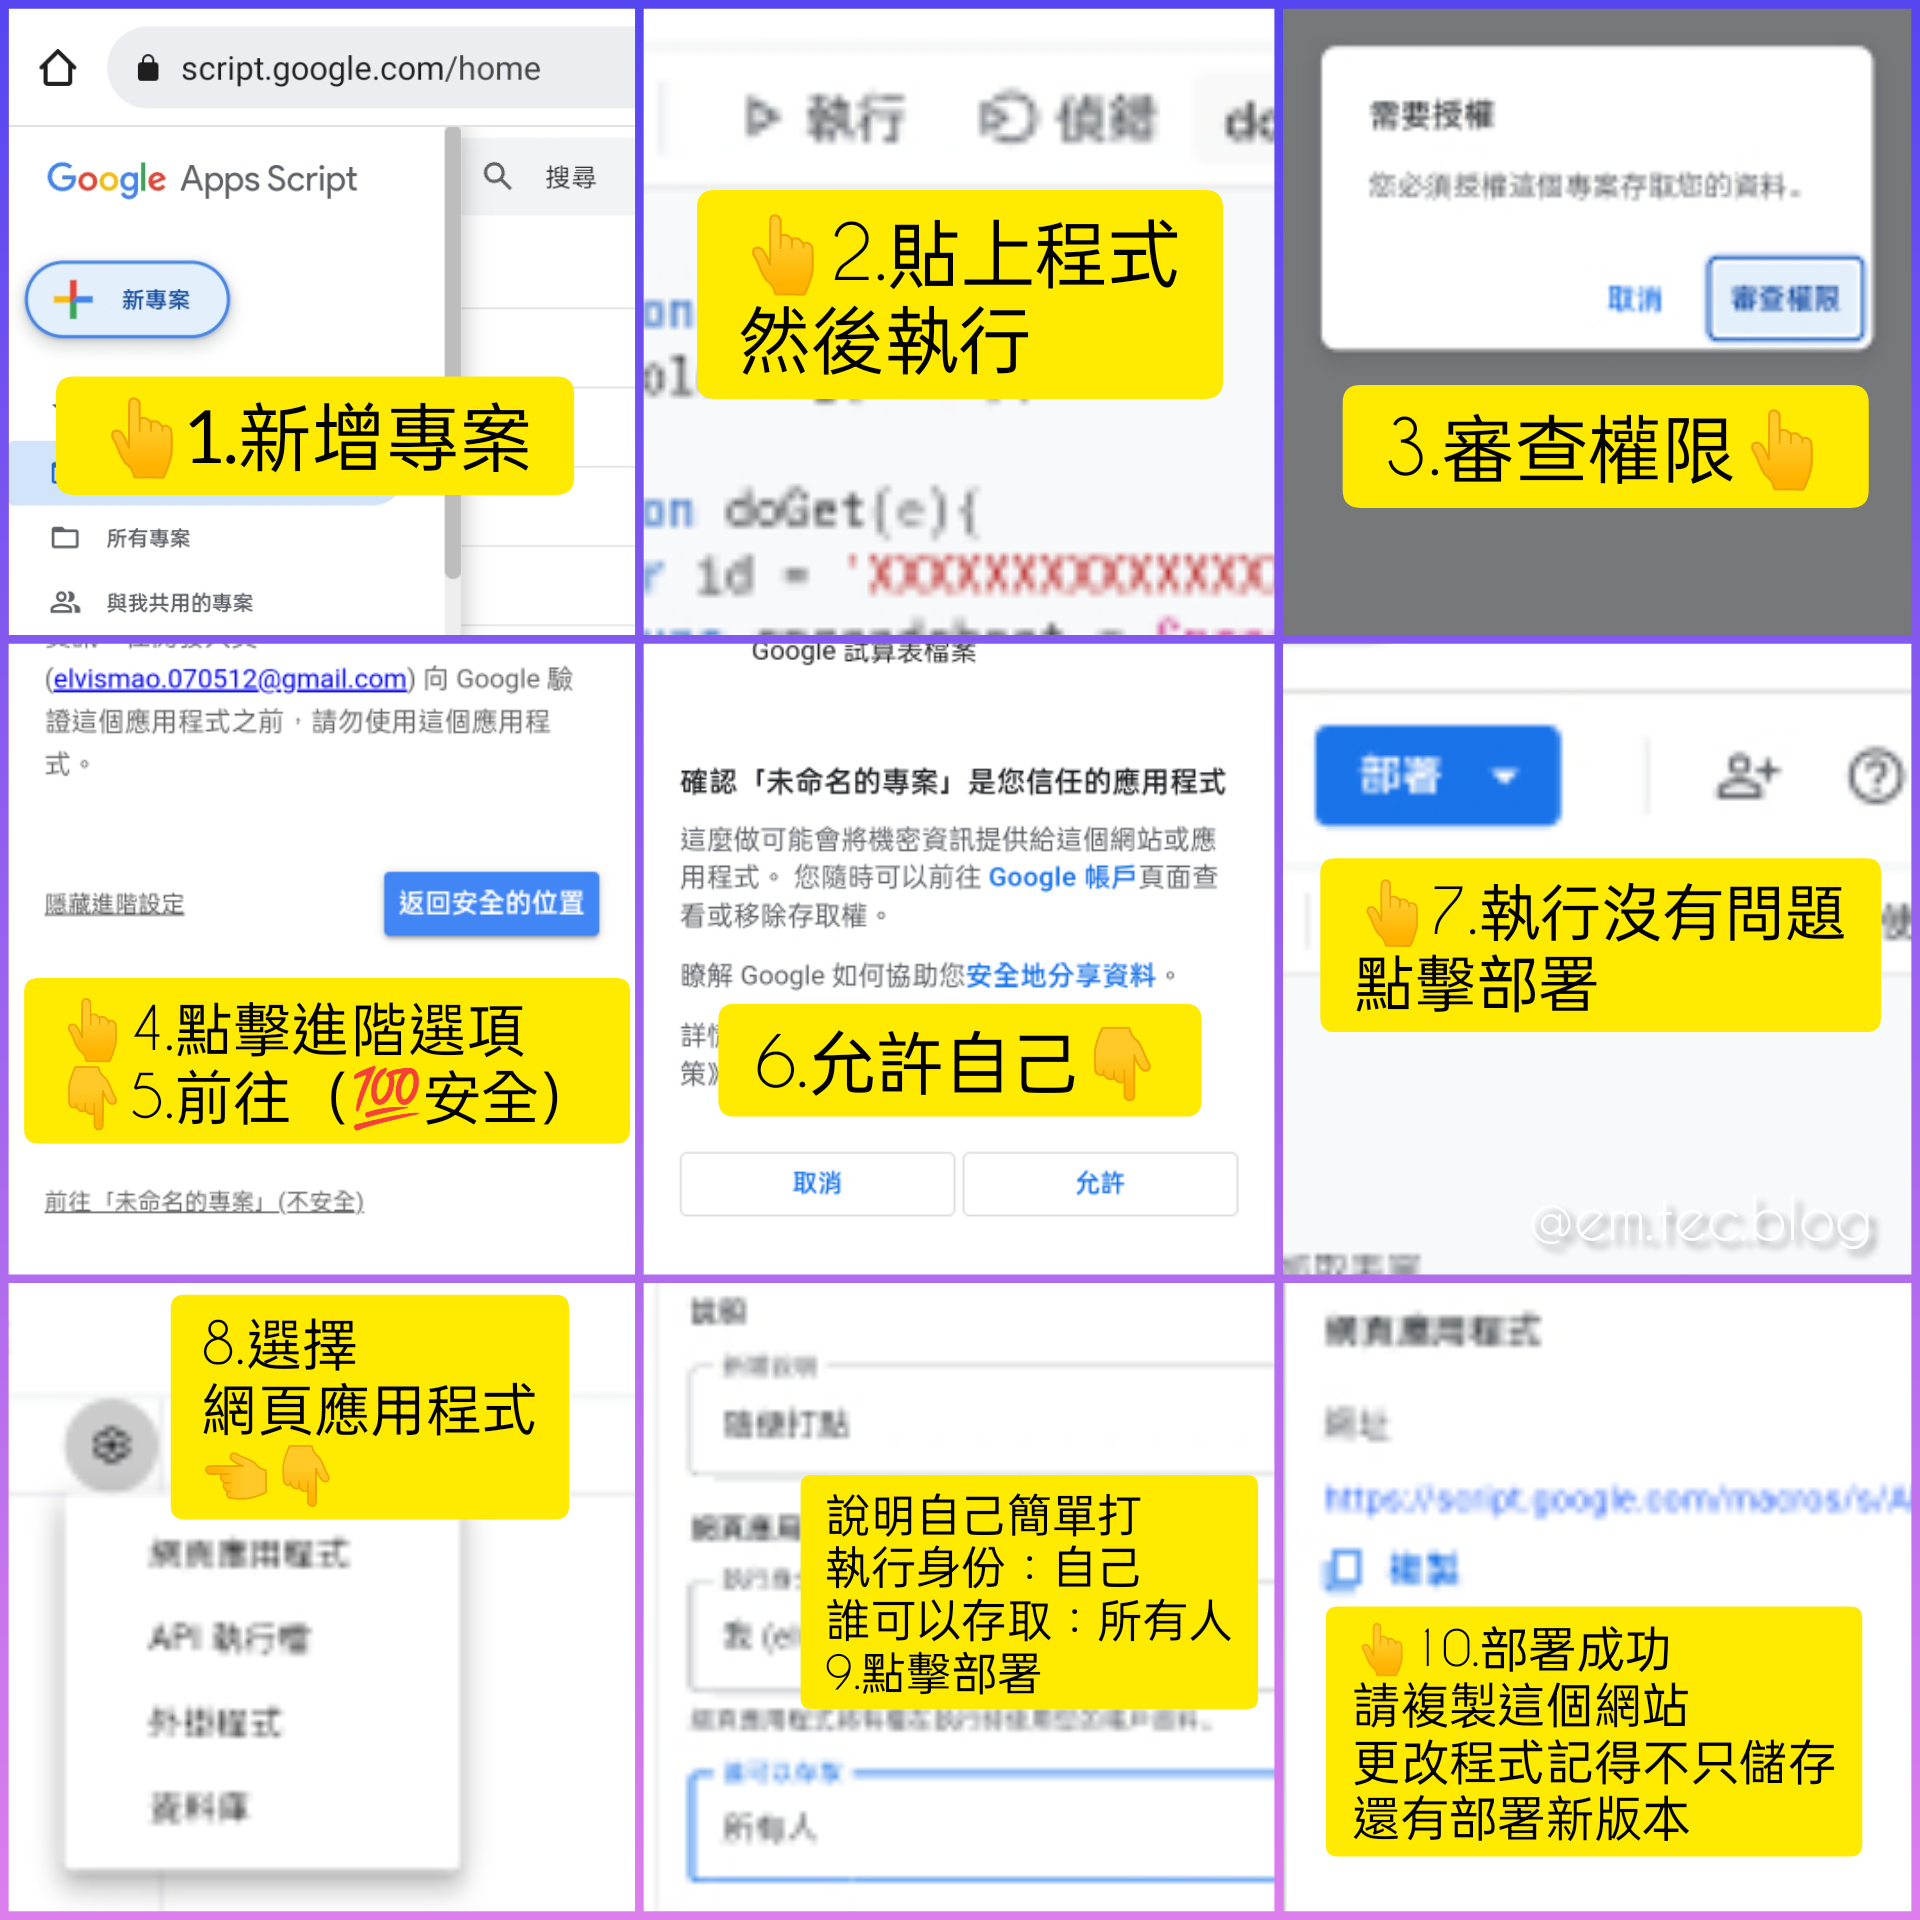 script.google.com/home
Google Apps Script
搜尋
新專案
👆1.新增專案
所有專案
與我共用的專案
執行
偵錯
👆2.貼上程式
然後執行
on
on doGet(e){
r id = 'XXXXXXXXXXXXXXX
需要授權
您必須授權這個專案存取您的資料。
取消
審查權限
3.審查權限👆
(elvismao.070512@gmail.com) 向 Google 驗
證這個應用程式之前，請勿使用這個應用程
式。
隱藏進階設定
返回安全的位置
👆4.點擊進階選項
👇5.前往（💯安全）
前往「未命名的專案」(不安全)
Google 試算表檔案
確認「未命名的專案」是您信任的應用程式
這麼做可能會將機密資訊提供給這個網站或應
用程式。 您隨時可以前往 Google 帳戶頁面查
看或移除存取權。
瞭解 Google 如何協助您安全地分享資料。
6.允許自己👇
取消
允許
部署
👆7.執行沒有問題
點擊部署
@em.tec.blog
8.選擇
網頁應用程式
👈👇
網頁應用程式
API 執行檔
外掛程式
資料庫
說明
新增說明
隨便打點
說明自己簡單打
執行身份：自己
誰可以存取：所有人
9.點擊部署
誰可以存取
所有人
網頁應用程式
網址
https://script.google.com/macros/s/A
複製
👆10.部署成功
請複製這個網站
更改程式記得不只儲存
還有部署新版本